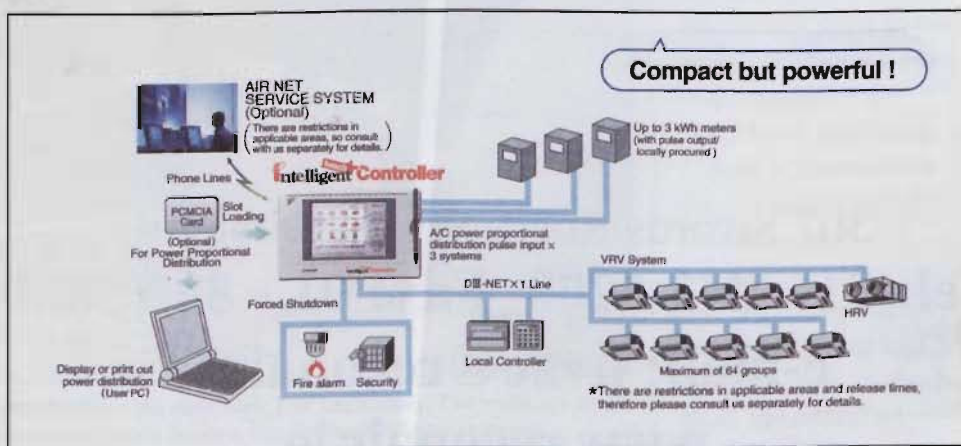 Compact but powerful !
AIR NET
SERVICE SYSTEM
(Optional)
(There are restrictions in
applicable areas, so consult
with us separately for details.)
Phone Lines
intelligent Controller
Up to 3 kWh meters
(with pulse output/
locally procured)
PCMCIA
Card
Slot
Loading
(Optional)
For Power Proportional
Distribution
A/C power proportional
distribution pulse input ×
3 systems
VRV System
DIII-NET×1 Line
HRV
Forced Shutdown
Local Controller
Fire alarm
Security
Maximum of 64 groups
Display or print out
power distribution
(User PC)
*There are restrictions in applicable areas and release times,
therefore please consult us separately for details.